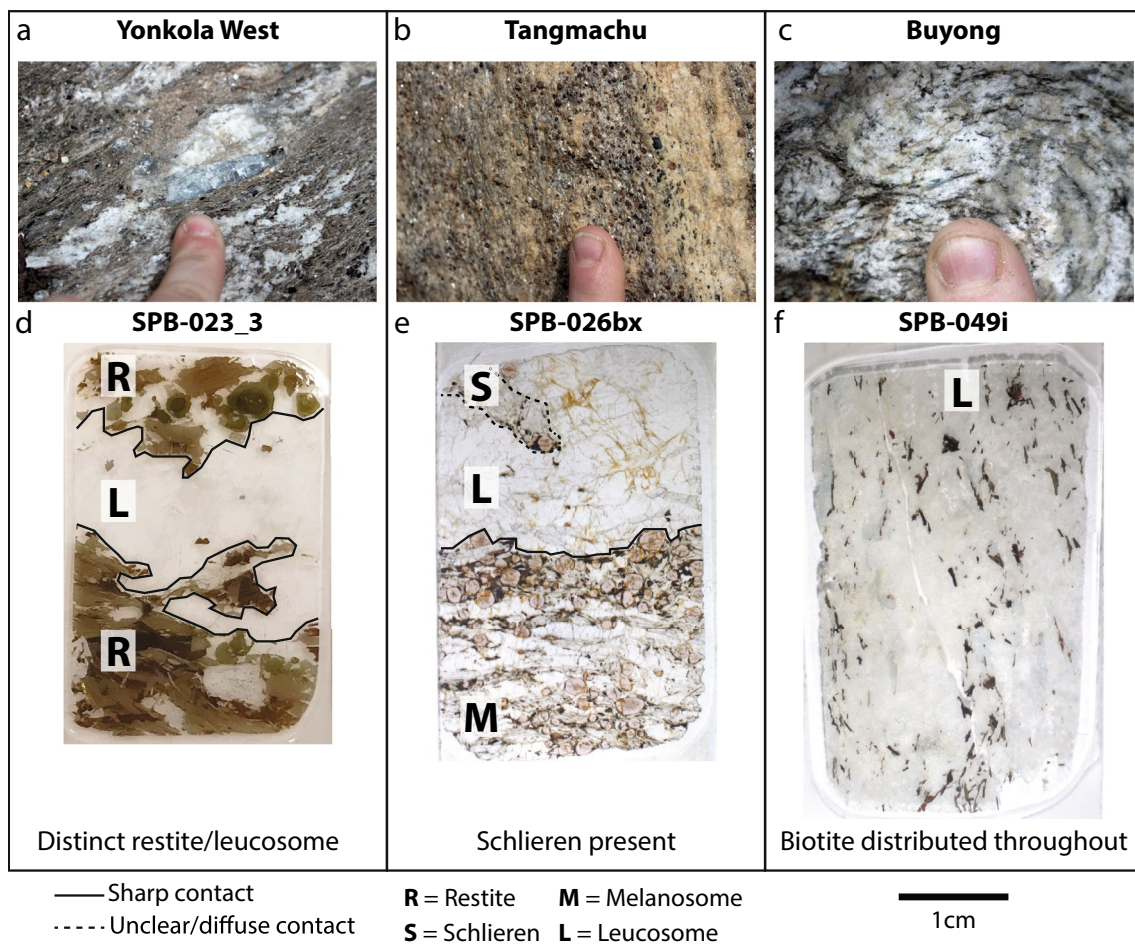 a Yonkola West
b Tangmachu
c Buyong
d SPB-023_3
e SPB-026bx
f SPB-049i
R
L
R
S
L
M
L
Distinct restite/leucosome
Schlieren present
Biotite distributed throughout
Sharp contact
Unclear/diffuse contact
R = Restite M = Melanosome
S = Schlieren L = Leucosome
1cm